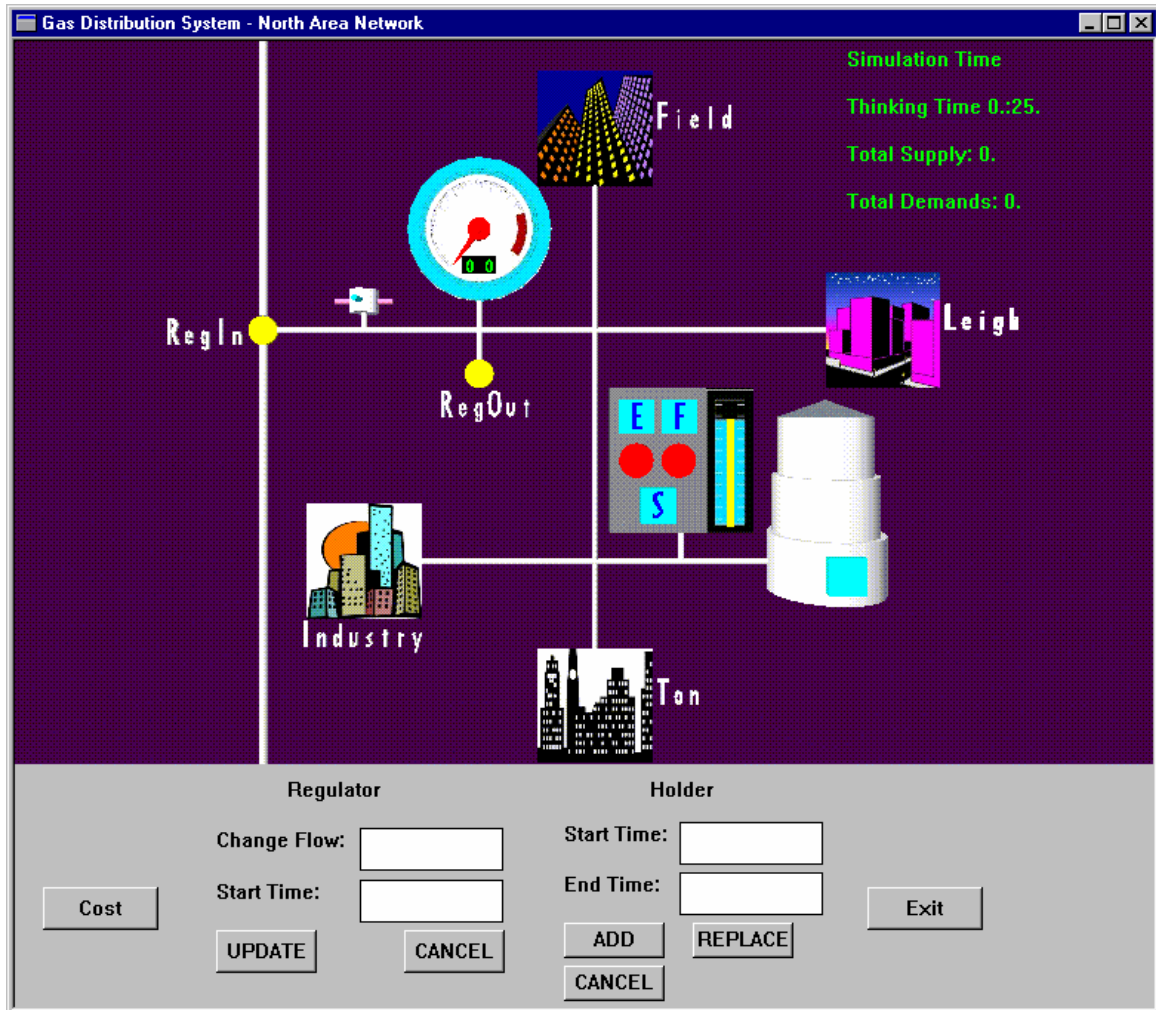 Gas Distribution System - North Area Network
Simulation Time
Thinking Time 0.:25.
Total Supply: 0.
Total Demands: 0.
Field
0 0
RegIn
Leigh
RegOut
E F
S
Industry
Ton
Regulator
Holder
Change Flow:
Start Time:
Start Time:
End Time:
Cost
Exit
UPDATE
CANCEL
ADD
REPLACE
CANCEL